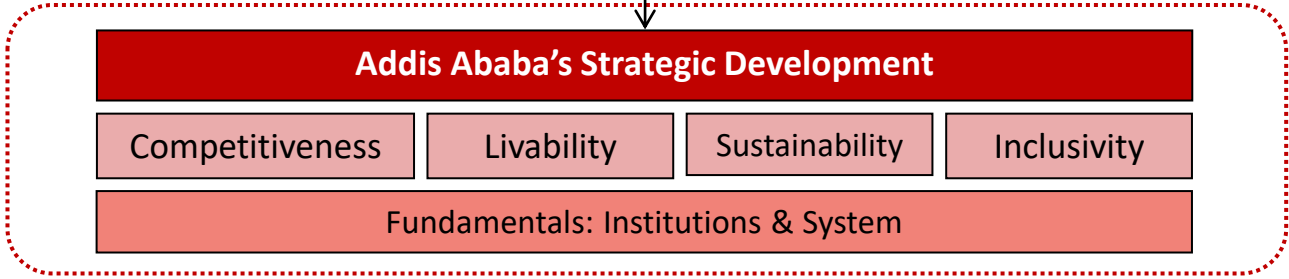 Addis Ababa’s Strategic Development
Competitiveness
Livability
Sustainability
Inclusivity
Fundamentals: Institutions & System